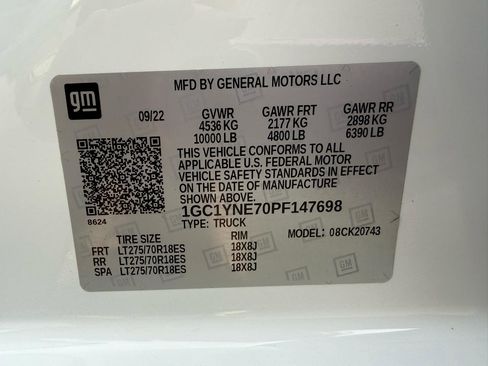 gm
MFD BY GENERAL MOTORS LLC
09/22 GVWR GAWR FRT GAWR RR
4536 KG 2177 KG 2898 KG
10000 LB 4800 LB 6390 LB
THIS VEHICLE CONFORMS TO ALL
APPLICABLE U.S. FEDERAL MOTOR
VEHICLE SAFETY STANDARDS IN EFFECT
ON THE DATE OF MANUFACTURE
SHOWN ABOVE.
8624
1GC1YNE70PF147698
TYPE: TRUCK MODEL: 08CK20743
TIRE SIZE RIM
FRT LT275/70R18ES 18X8J
RR LT275/70R18ES 18X8J
SPA LT275/70R18ES 18X8J